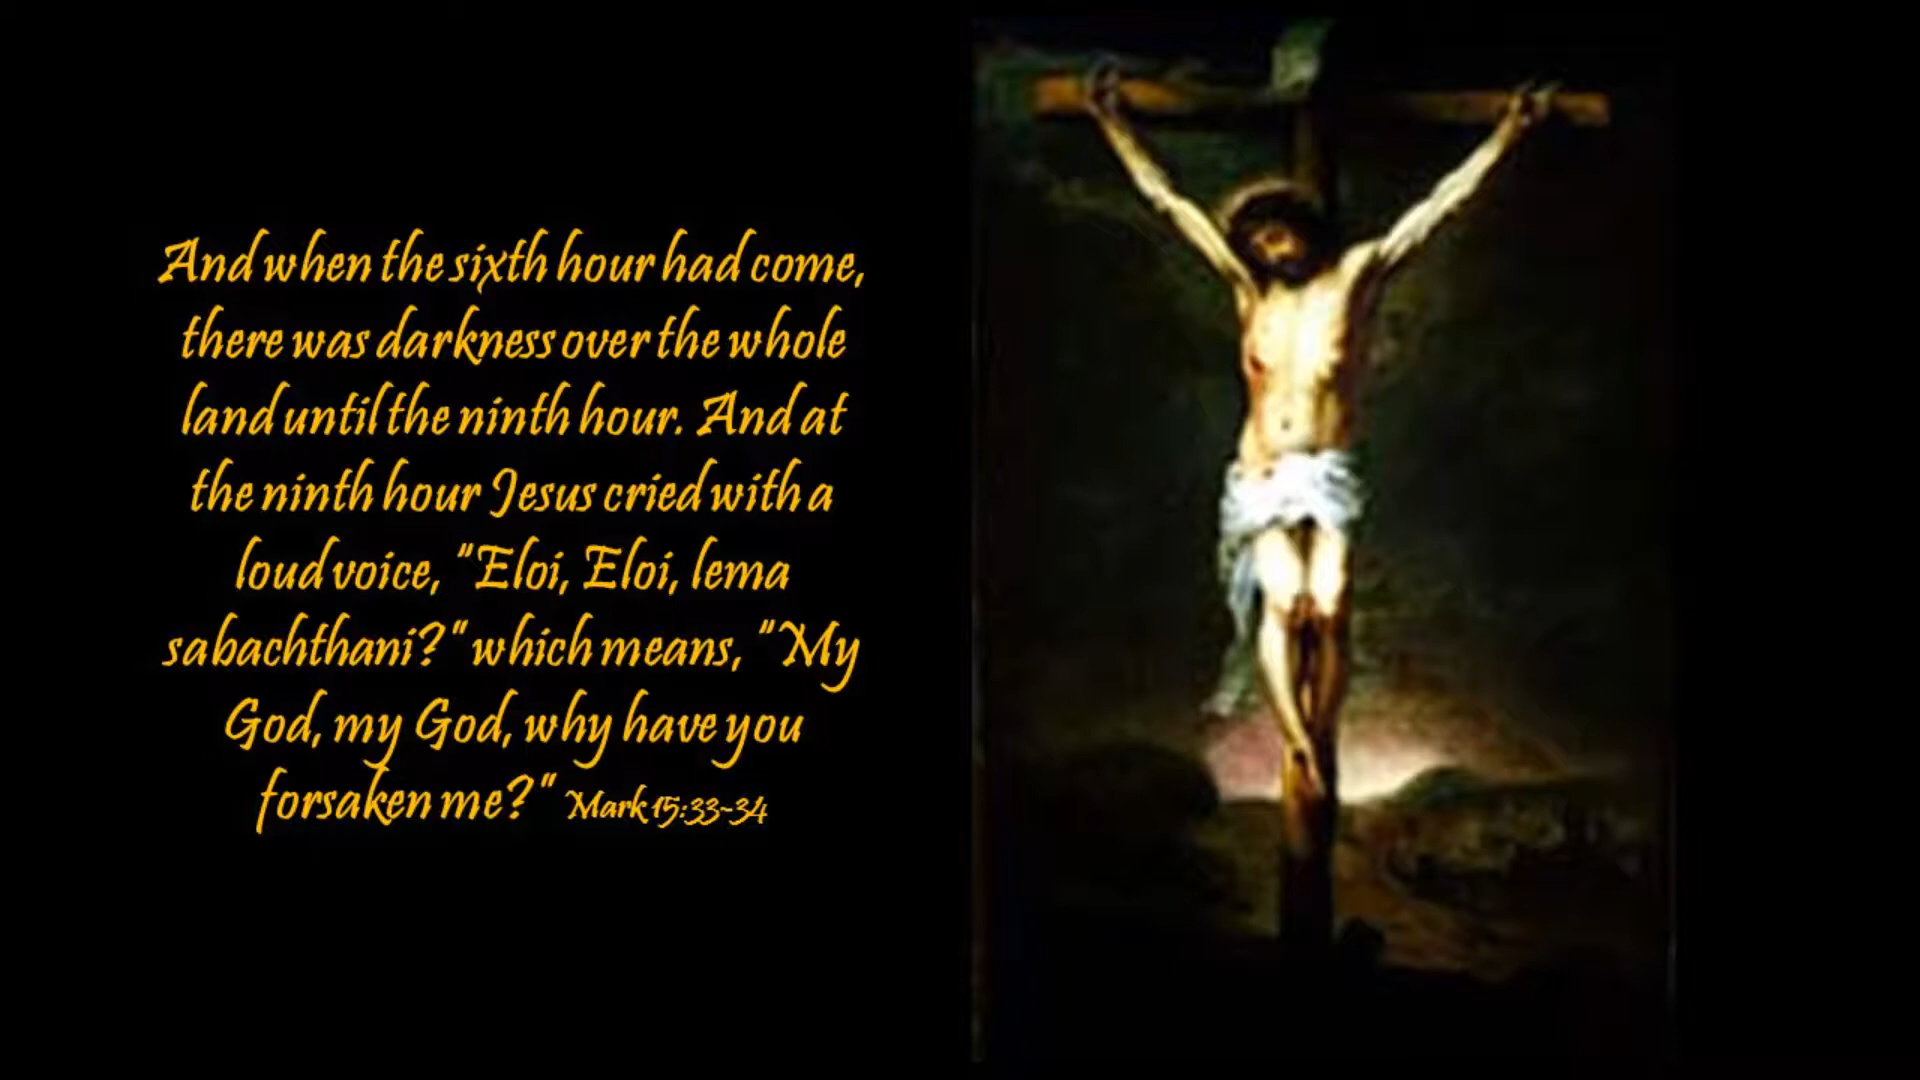 And when the sixth hour had come,
there was darkness over the whole
land until the ninth hour. And at
the ninth hour Jesus cried with a
loud voice, "Eloi, Eloi, lema
sabachthani?" which means, "My
God, my God, why have you
forsaken me?" Mark 15:33-34